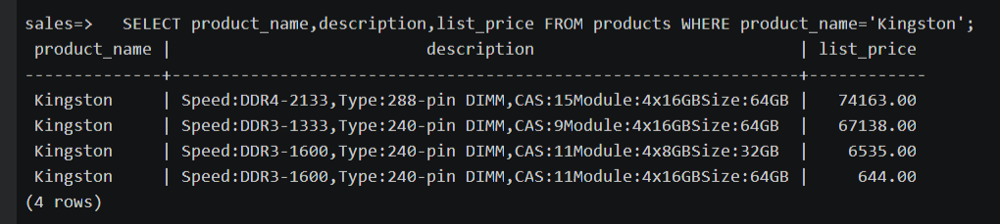 sales=>   SELECT product_name,description,list_price FROM products WHERE product_name='Kingston';
 product_name |                          description                           | list_price
--------------+----------------------------------------------------------------+------------
 Kingston     | Speed:DDR4-2133,Type:288-pin DIMM,CAS:15Module:4x16GBSize:64GB |   74163.00
 Kingston     | Speed:DDR3-1333,Type:240-pin DIMM,CAS:9Module:4x16GBSize:64GB  |   67138.00
 Kingston     | Speed:DDR3-1600,Type:240-pin DIMM,CAS:11Module:4x8GBSize:32GB  |    6535.00
 Kingston     | Speed:DDR3-1600,Type:240-pin DIMM,CAS:11Module:4x16GBSize:64GB |     644.00
(4 rows)